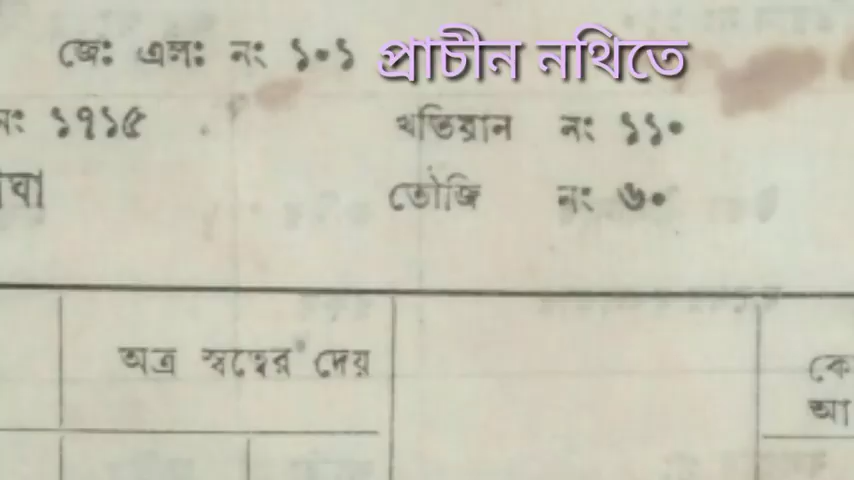 জে: এল: নং ১০১ প্রাচীন নথিতে
নং ১৭১৫ খতিয়ান নং ১১০
তৌজি নং ৬০
অত্র স্বত্বের দেয়
কে
আ